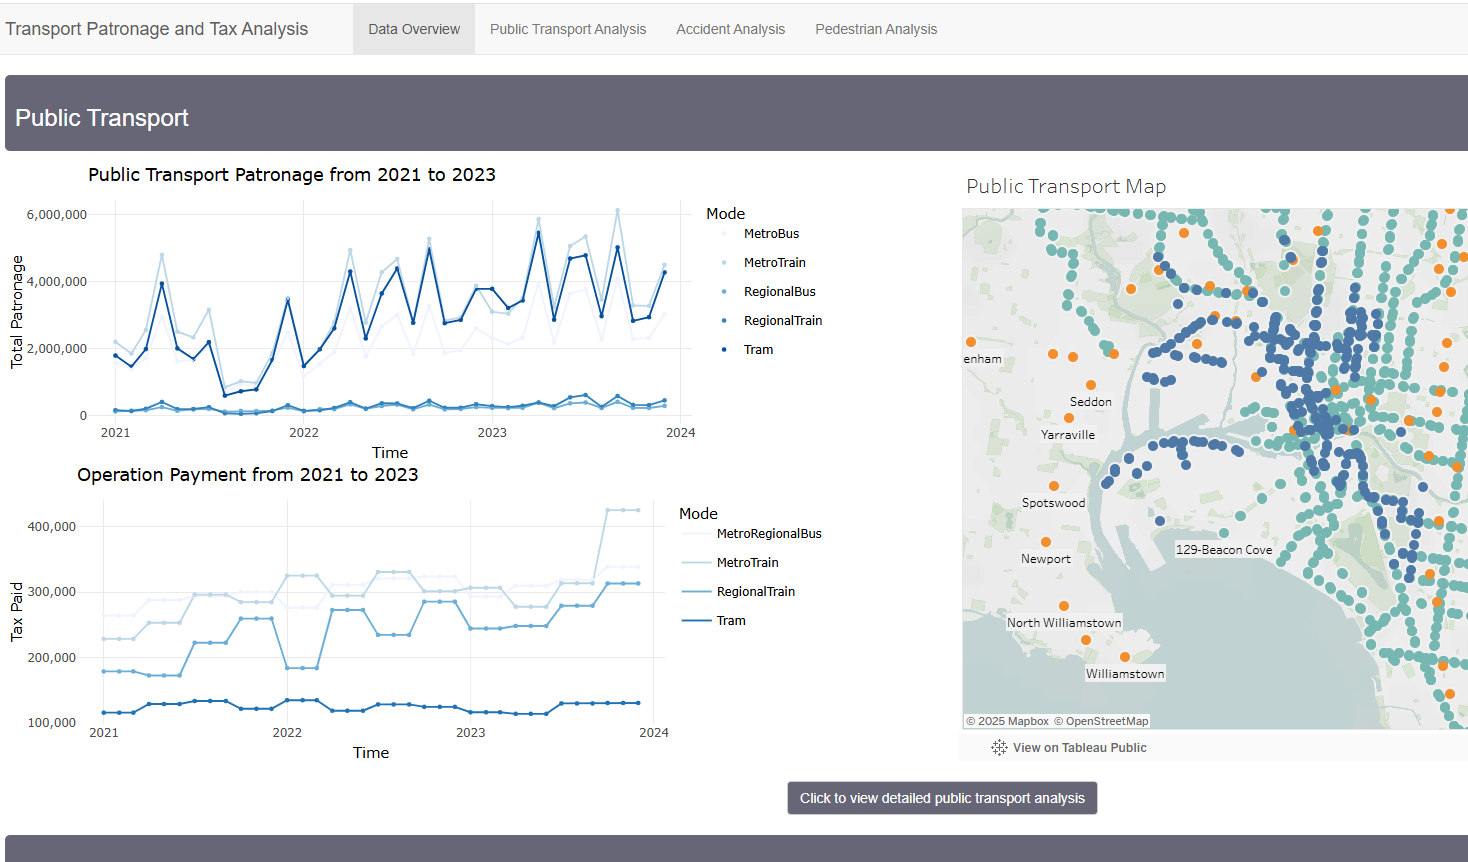 Transport Patronage and Tax Analysis
Data Overview
Public Transport Analysis
Accident Analysis
Pedestrian Analysis
Public Transport
Public Transport Patronage from 2021 to 2023
Total Patronage
6,000,000
4,000,000
2,000,000
0
2021
2022
2023
2024
Time
Mode
MetroBus
MetroTrain
RegionalBus
RegionalTrain
Tram
Operation Payment from 2021 to 2023
Tax Paid
400,000
300,000
200,000
100,000
2021
2022
2023
2024
Time
Mode
MetroRegionalBus
MetroTrain
RegionalTrain
Tram
Public Transport Map
enham
Seddon
Yarraville
Spotswood
Newport
129-Beacon Cove
North Williamstown
Williamstown
© 2025 Mapbox © OpenStreetMap
View on Tableau Public
Click to view detailed public transport analysis